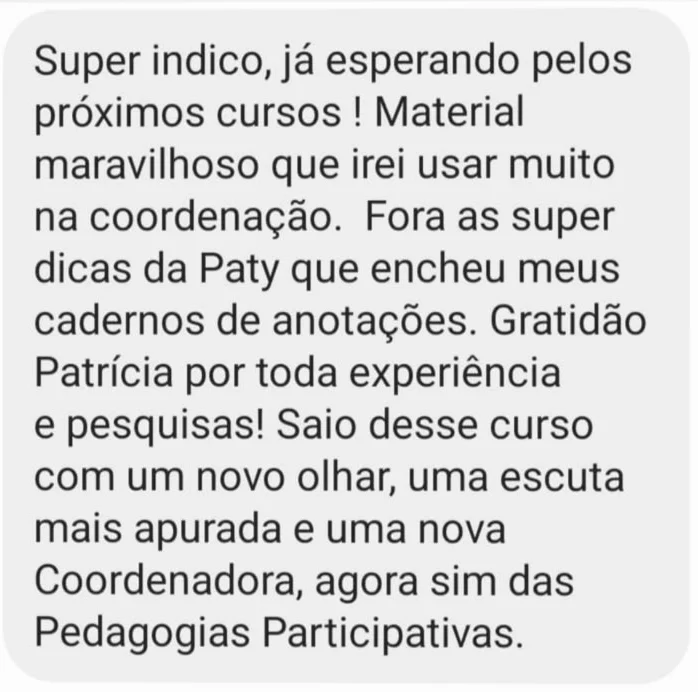 Super indico, já esperando pelos
próximos cursos ! Material
maravilhoso que irei usar muito
na coordenação.  Fora as super
dicas da Paty que encheu meus
cadernos de anotações. Gratidão
Patrícia por toda experiência
e pesquisas! Saio desse curso
com um novo olhar, uma escuta
mais apurada e uma nova
Coordenadora, agora sim das
Pedagogias Participativas.